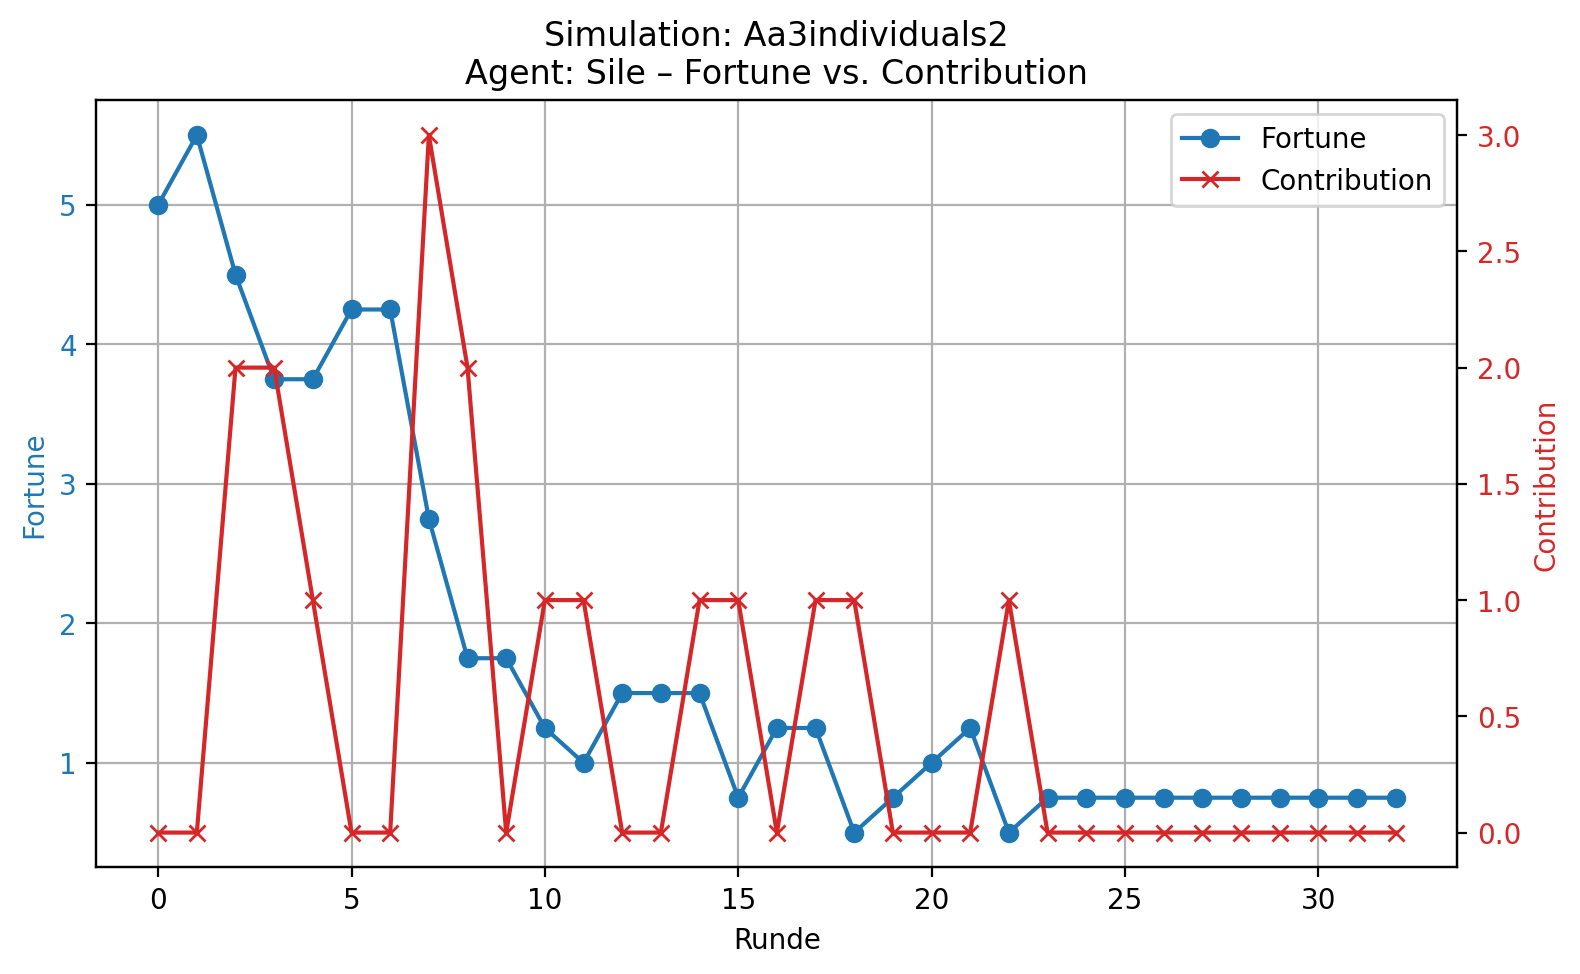 Simulation: Aa3individuals2
Agent: Sile – Fortune vs. Contribution
Fortune
Contribution
5
4
3
2
1
Fortune
3.0
2.5
2.0
1.5
1.0
0.5
0.0
Contribution
0 5 10 15 20 25 30
Runde